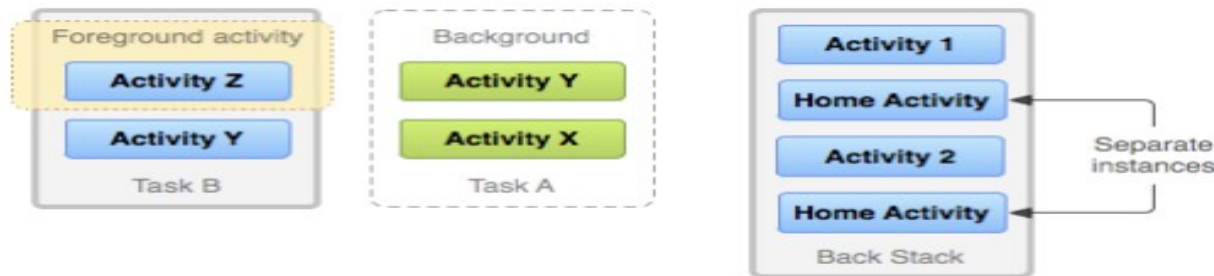 Foreground activity
Activity Z
Activity Y
Task B
Background
Activity Y
Activity X
Task A
Activity 1
Home Activity
Activity 2
Home Activity
Back Stack
Separate
instances